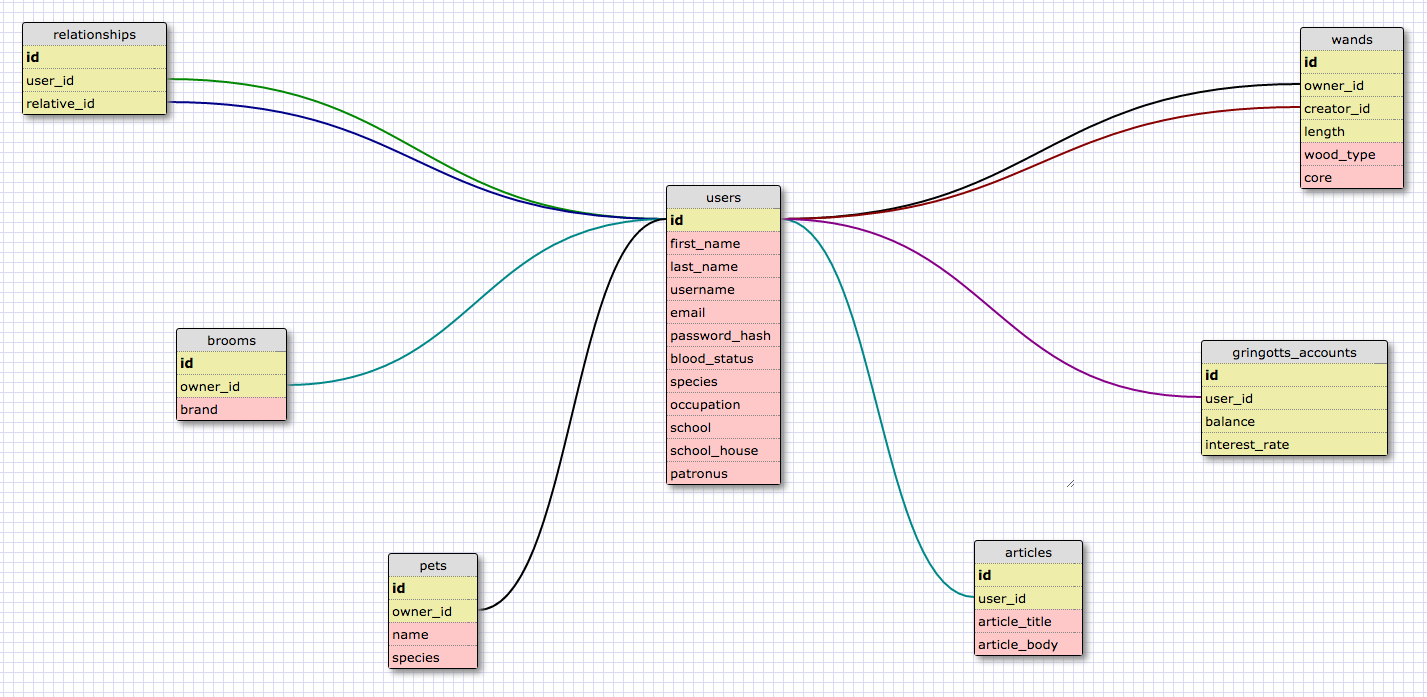 relationships
id
user_id
relative_id
wands
id
owner_id
creator_id
length
wood_type
core
users
id
first_name
last_name
username
email
password_hash
blood_status
species
occupation
school
school_house
patronus
brooms
id
owner_id
brand
gringotts_accounts
id
user_id
balance
interest_rate
pets
id
owner_id
name
species
articles
id
user_id
article_title
article_body